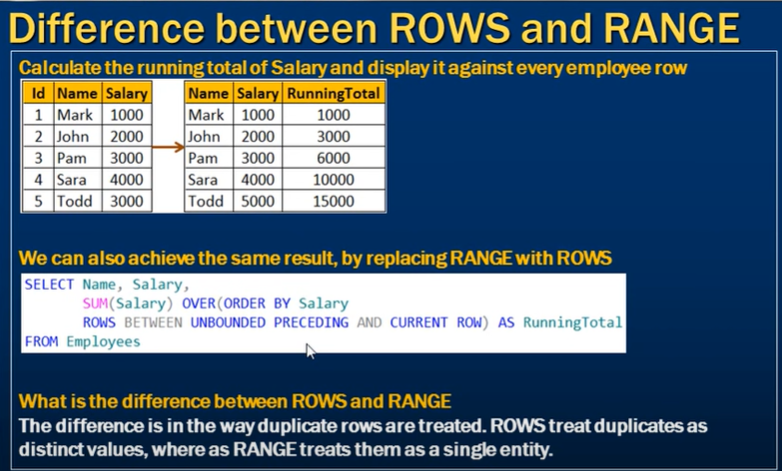 Difference between ROWS and RANGE
Calculate the running total of Salary and display it against every employee row
Id Name Salary Name Salary RunningTotal
1 Mark 1000 Mark 1000 1000
2 John 2000 John 2000 3000
3 Pam 3000 Pam 3000 6000
4 Sara 4000 Sara 4000 10000
5 Todd 3000 Todd 5000 15000
We can also achieve the same result, by replacing RANGE with ROWS
SELECT Name, Salary,
SUM(Salary) OVER(ORDER BY Salary
ROWS BETWEEN UNBOUNDED PRECEDING AND CURRENT ROW) AS RunningTotal
FROM Employees
What is the difference between ROWS and RANGE
The difference is in the way duplicate rows are treated. ROWS treat duplicates as
distinct values, where as RANGE treats them as a single entity.